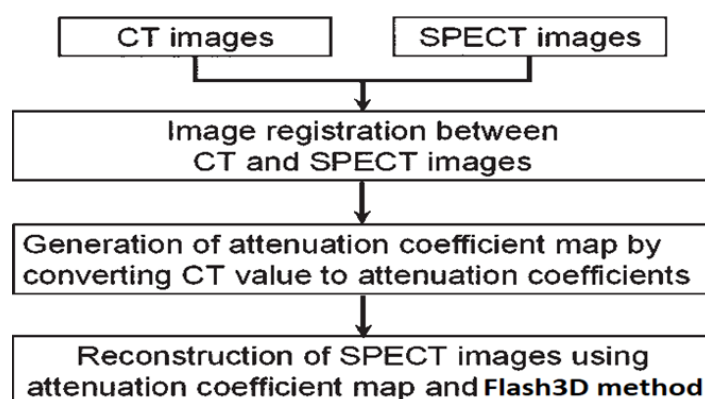 CT images
SPECT images
Image registration between
CT and SPECT images
Generation of attenuation coefficient map by
converting CT value to attenuation coefficients
Reconstruction of SPECT images using
attenuation coefficient map and Flash3D method